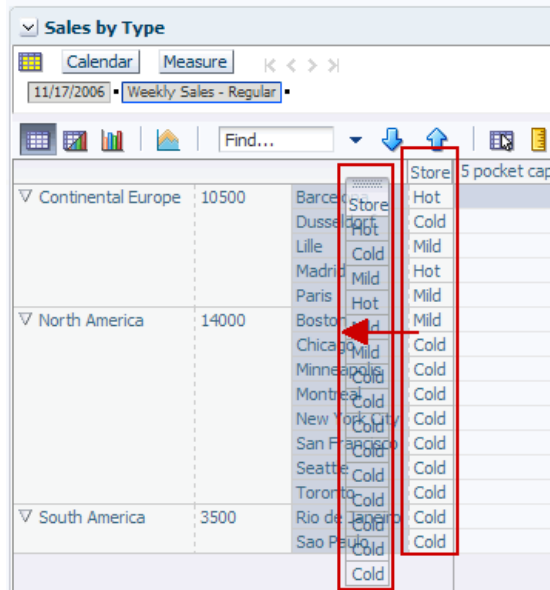 Sales by Type
Calendar Measure
11/17/2006 Weekly Sales - Regular
Find...
Store 5 pocket cap
Continental Europe 10500 Barcelona Hot
Dusseldorf Cold
Lille Mild
Madrid Hot
Paris Mild
North America 14000 Boston Mild
Chicago Cold
Minneapolis Cold
Montreal Cold
New York City Cold
San Francisco Cold
Seattle Cold
Toronto Cold
South America 3500 Rio de Janeiro Cold
Sao Paulo Cold
Store
Hot
Cold
Mild
Hot
Mild
Mild
Cold
Cold
Cold
Cold
Cold
Cold
Cold
Cold
Cold